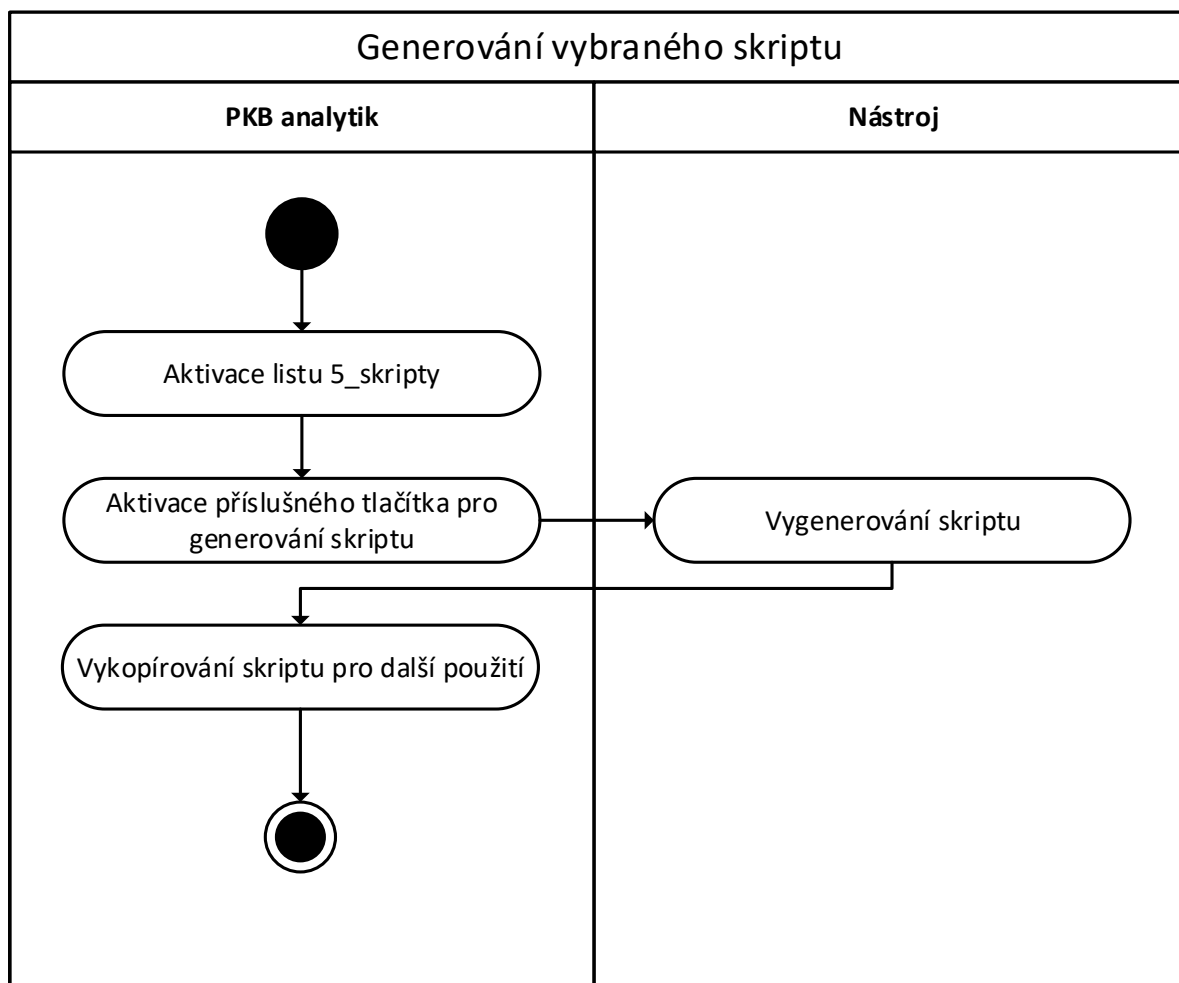 Generování vybraného skriptu
PKB analytik
Nástroj
Aktivace listu 5_skripty
Aktivace příslušného tlačítka pro
generování skriptu
Vygenerování skriptu
Vykopírování skriptu pro další použití